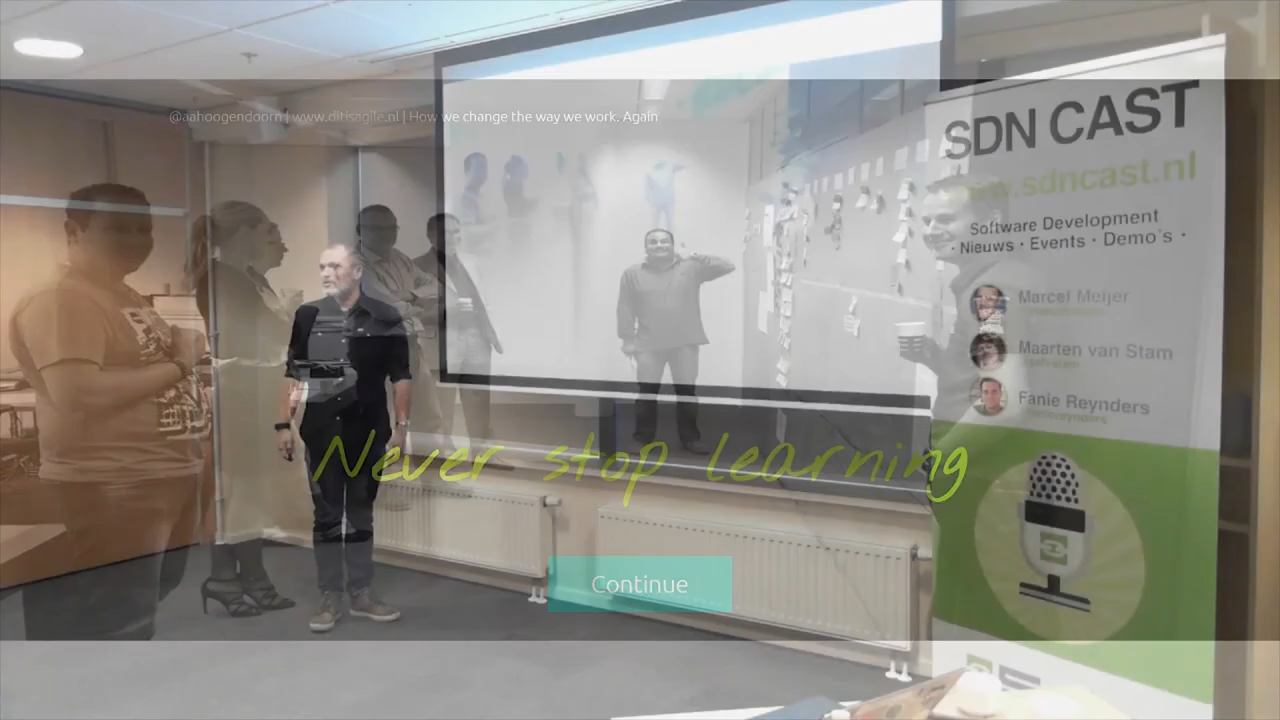 @aahoogendoorn | www.ditisagile.nl | How we change the way we work. Again
SDN CAST
www.sdncast.nl
Software Development
· Nieuws · Events · Demo's ·
Marcel Meijer
Maarten van Stam
Fanie Reynders
Never stop learning
Continue